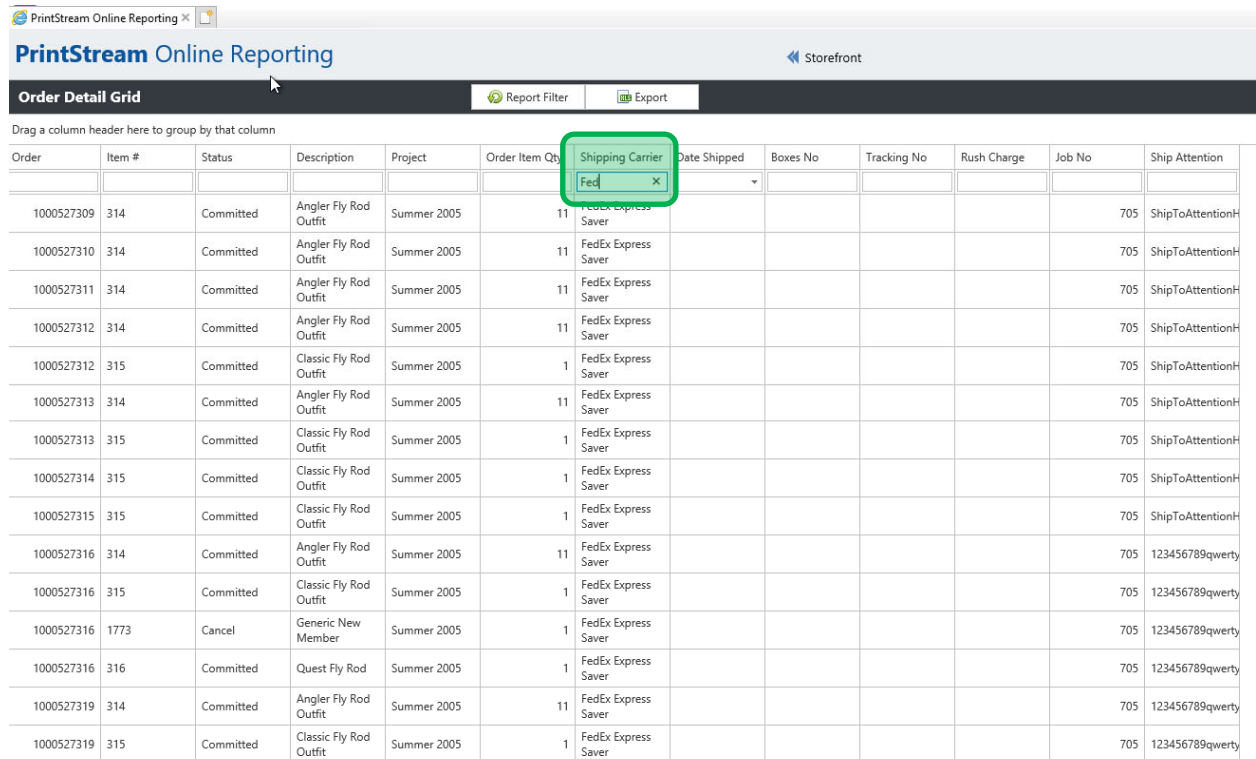 PrintStream Online Reporting
PrintStream Online Reporting
Storefront
Order Detail Grid Report Filter Export
Drag a column header here to group by that column
Order Item # Status Description Project Order Item Qty Shipping Carrier Date Shipped Boxes No Tracking No Rush Charge Job No Ship Attention
Fed
1000527309 314 Committed Angler Fly Rod Outfit Summer 2005 11 FedEx Express Saver 705 ShipToAttentionH
1000527310 314 Committed Angler Fly Rod Outfit Summer 2005 11 FedEx Express Saver 705 ShipToAttentionH
1000527311 314 Committed Angler Fly Rod Outfit Summer 2005 11 FedEx Express Saver 705 ShipToAttentionH
1000527312 314 Committed Angler Fly Rod Outfit Summer 2005 11 FedEx Express Saver 705 ShipToAttentionH
1000527312 315 Committed Classic Fly Rod Outfit Summer 2005 1 FedEx Express Saver 705 ShipToAttentionH
1000527313 314 Committed Angler Fly Rod Outfit Summer 2005 11 FedEx Express Saver 705 ShipToAttentionH
1000527313 315 Committed Classic Fly Rod Outfit Summer 2005 1 FedEx Express Saver 705 ShipToAttentionH
1000527314 315 Committed Classic Fly Rod Outfit Summer 2005 1 FedEx Express Saver 705 ShipToAttentionH
1000527315 315 Committed Classic Fly Rod Outfit Summer 2005 1 FedEx Express Saver 705 ShipToAttentionH
1000527316 314 Committed Angler Fly Rod Outfit Summer 2005 11 FedEx Express Saver 705 123456789qwerty
1000527316 315 Committed Classic Fly Rod Outfit Summer 2005 1 FedEx Express Saver 705 123456789qwerty
1000527316 1773 Cancel Generic New Member Summer 2005 1 FedEx Express Saver 705 123456789qwerty
1000527316 316 Committed Quest Fly Rod Summer 2005 1 FedEx Express Saver 705 123456789qwerty
1000527319 314 Committed Angler Fly Rod Outfit Summer 2005 11 FedEx Express Saver 705 123456789qwerty
1000527319 315 Committed Classic Fly Rod Outfit Summer 2005 1 FedEx Express Saver 705 123456789qwerty